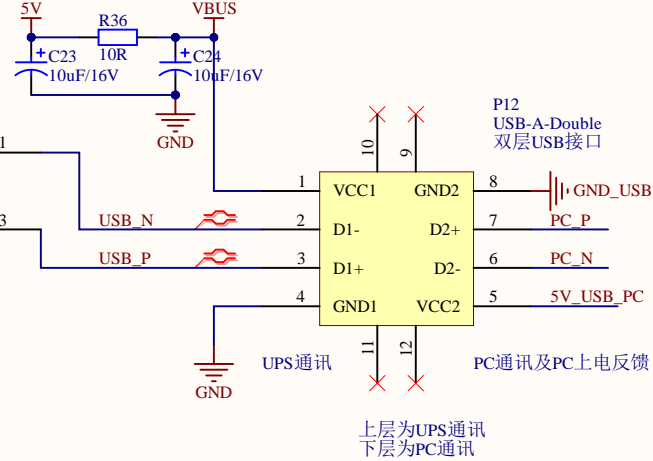 5V
VBUS
R36
10R
C23
10uF/16V
C24
10uF/16V
GND
P12
USB-A-Double
双层USB接口
10
9
1
1
VCC1
GND2
8
GND_USB
3
USB_N
2
D1-
D2+
7
PC_P
USB_P
3
D1+
D2-
6
PC_N
4
GND1
VCC2
5
5V_USB_PC
11
12
GND
UPS通讯
PC通讯及PC上电反馈
上层为UPS通讯
下层为PC通讯